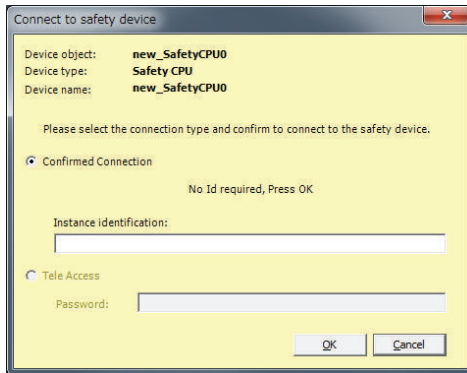 Connect to safety device
Device object: new_SafetyCPU0
Device type: Safety CPU
Device name: new_SafetyCPU0
Please select the connection type and confirm to connect to the safety device.
Confirmed Connection
No Id required, Press OK
Instance identification:
Tele Access
Password:
OK Cancel